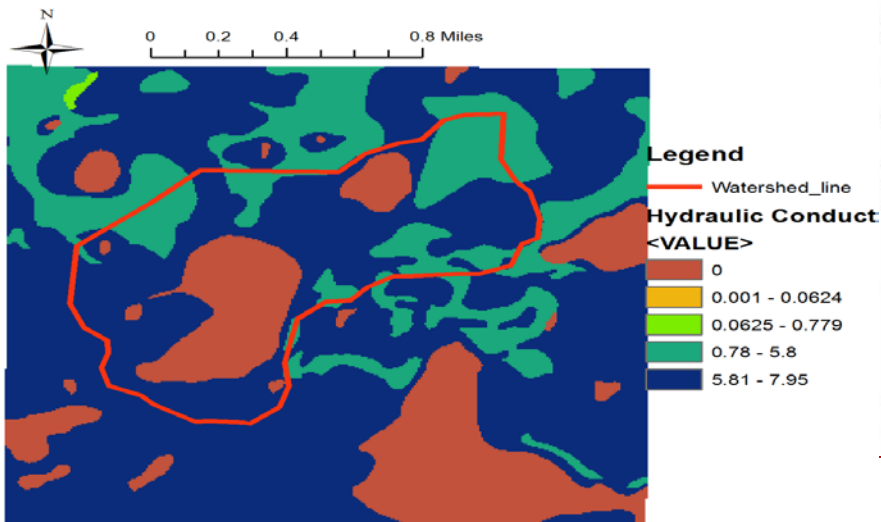 N
0 0.2 0.4 0.8 Miles
Legend
Watershed_line
Hydraulic Conduct
<VALUE>
0
0.001 - 0.0624
0.0625 - 0.779
0.78 - 5.8
5.81 - 7.95